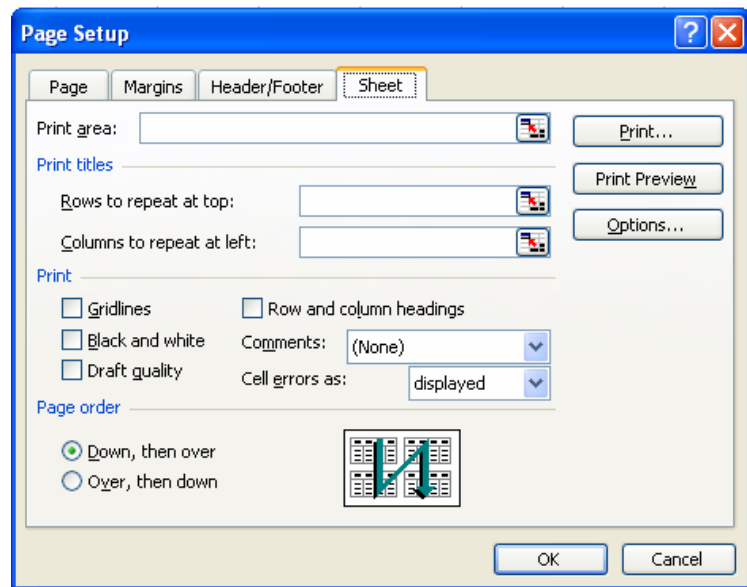 Page Setup
Page Margins Header/Footer Sheet
Print area:
Print...
Print titles
Print Preview
Rows to repeat at top:
Options...
Columns to repeat at left:
Print
Gridlines Row and column headings
Black and white Comments: (None)
Draft quality Cell errors as: displayed
Page order
Down, then over
Over, then down
OK Cancel